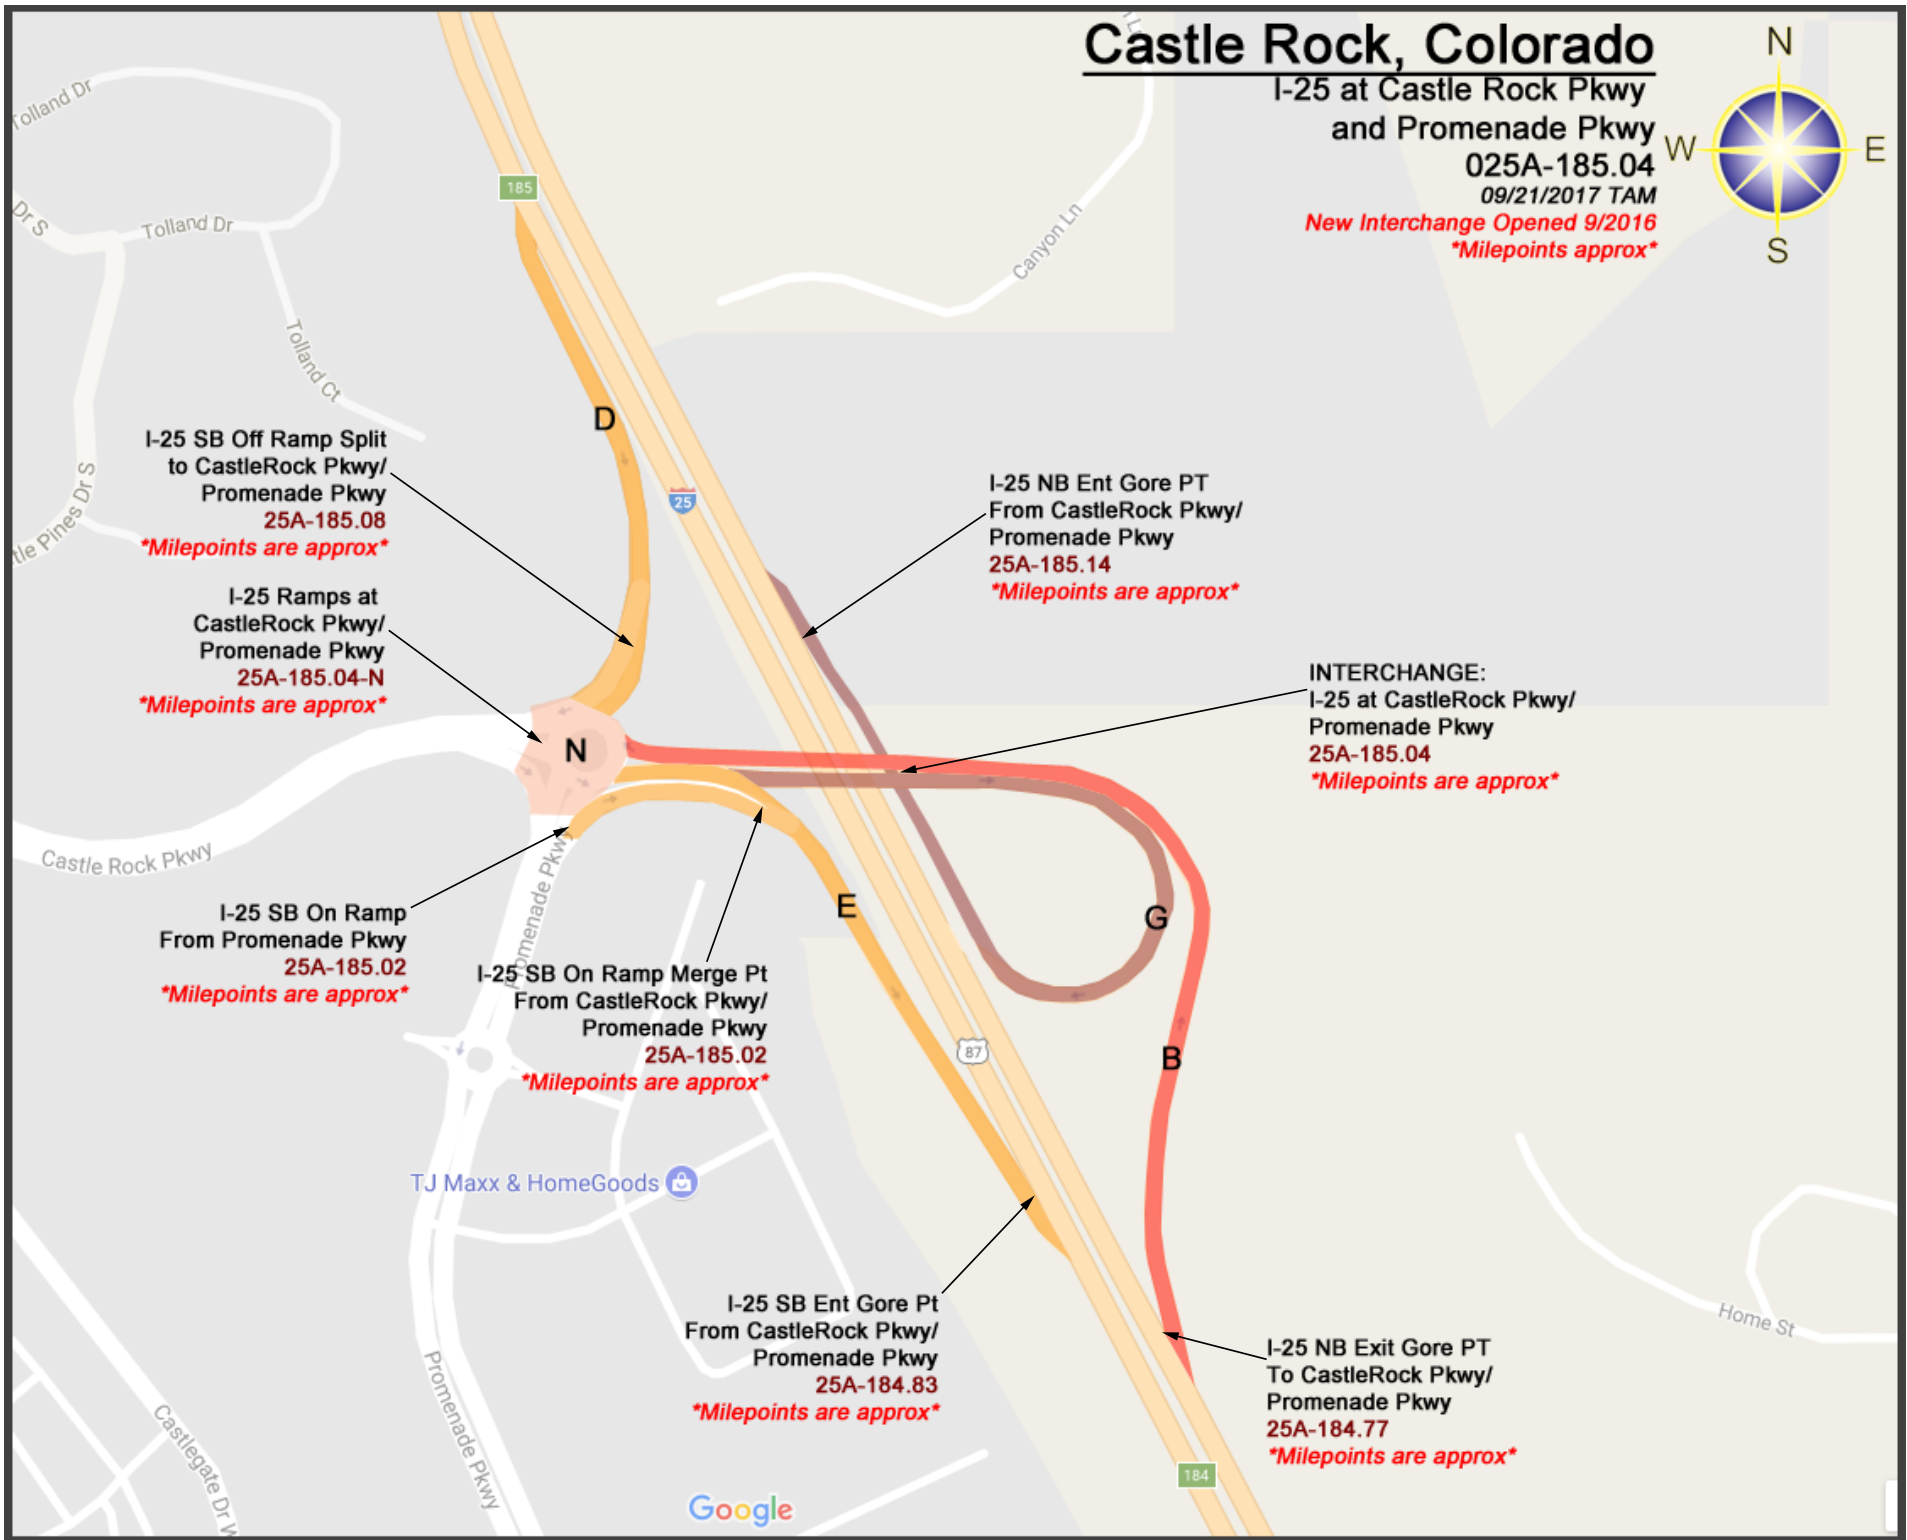 Castle Rock, Colorado
I-25 at Castle Rock Pkwy
and Promenade Pkwy
025A-185.04
09/21/2017 TAM
New Interchange Opened 9/2016
*Milepoints approx*
N
W
E
S
Tolland Dr
Dr S
Tolland Dr
185
Canyon Ln
Tolland Ct
D
I-25 SB Off Ramp Split
to CastleRock Pkwy/
Promenade Pkwy
25A-185.08
*Milepoints are approx*
tle Pines Dr S
25
I-25 NB Ent Gore PT
From CastleRock Pkwy/
Promenade Pkwy
25A-185.14
*Milepoints are approx*
I-25 Ramps at
CastleRock Pkwy/
Promenade Pkwy
25A-185.04-N
*Milepoints are approx*
INTERCHANGE:
I-25 at CastleRock Pkwy/
Promenade Pkwy
25A-185.04
*Milepoints are approx*
N
Castle Rock Pkwy
Promenade Pkwy
E
G
I-25 SB On Ramp
From Promenade Pkwy
25A-185.02
*Milepoints are approx*
I-25 SB On Ramp Merge Pt
From CastleRock Pkwy/
Promenade Pkwy
25A-185.02
*Milepoints are approx*
87
B
TJ Maxx & HomeGoods
I-25 SB Ent Gore Pt
From CastleRock Pkwy/
Promenade Pkwy
25A-184.83
*Milepoints are approx*
Home St
I-25 NB Exit Gore PT
To CastleRock Pkwy/
Promenade Pkwy
25A-184.77
*Milepoints are approx*
Promenade Pkwy
Castlegate Dr W
184
Google